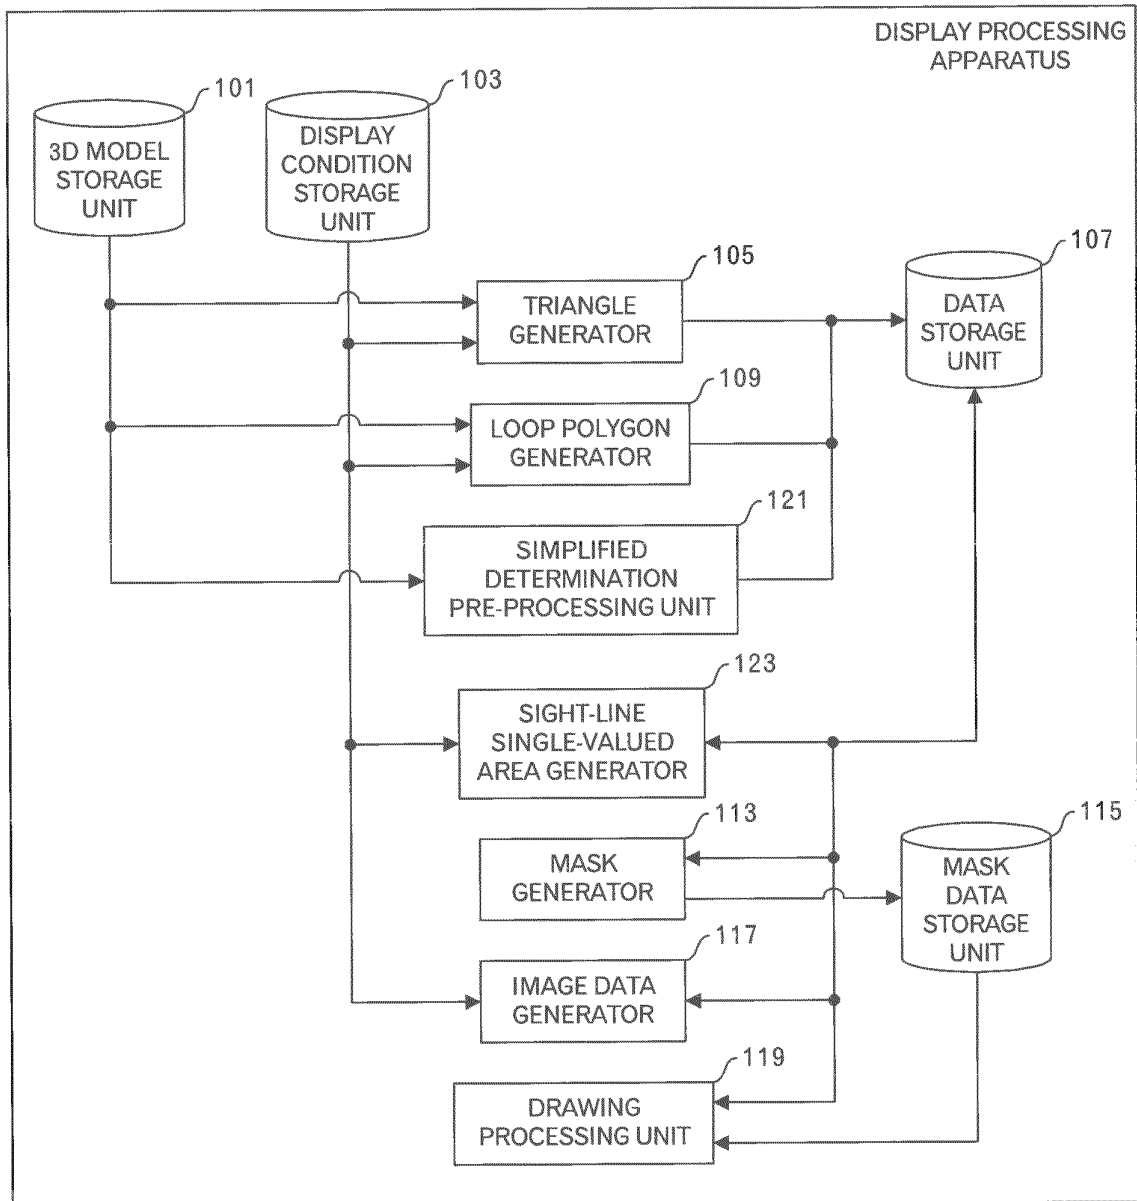 DISPLAY PROCESSING
APPARATUS
101
3D MODEL
STORAGE
UNIT
103
DISPLAY
CONDITION
STORAGE
UNIT
105
TRIANGLE
GENERATOR
107
DATA
STORAGE
UNIT
109
LOOP POLYGON
GENERATOR
121
SIMPLIFIED
DETERMINATION
PRE-PROCESSING UNIT
123
SIGHT-LINE
SINGLE-VALUED
AREA GENERATOR
113
MASK
GENERATOR
115
MASK
DATA
STORAGE
UNIT
117
IMAGE DATA
GENERATOR
119
DRAWING
PROCESSING UNIT